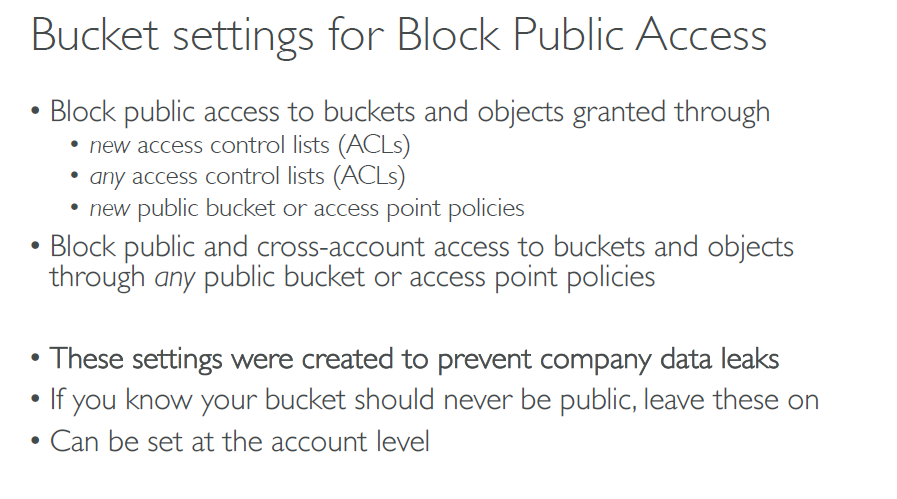 Bucket settings for Block Public Access
• Block public access to buckets and objects granted through
• new access control lists (ACLs)
• any access control lists (ACLs)
• new public bucket or access point policies
• Block public and cross-account access to buckets and objects
through any public bucket or access point policies
• These settings were created to prevent company data leaks
• If you know your bucket should never be public, leave these on
• Can be set at the account level